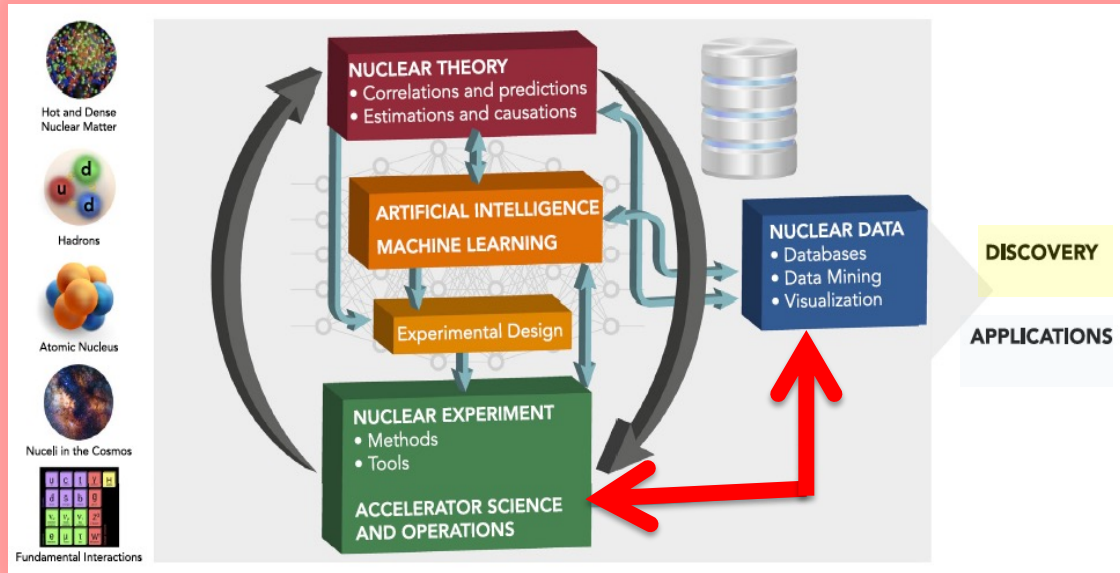 Hot and Dense
Nuclear Matter
u
d
d
Hadrons
Atomic Nucleus
Nuceli in the Cosmos
u c t γ H
d s b g
Fundamental Interactions
NUCLEAR THEORY
• Correlations and predictions
• Estimations and causations
ARTIFICIAL INTELLIGENCE
MACHINE LEARNING
Experimental Design
NUCLEAR EXPERIMENT
• Methods
• Tools
ACCELERATOR SCIENCE
AND OPERATIONS
NUCLEAR DATA
• Databases
• Data Mining
• Visualization
DISCOVERY
APPLICATIONS